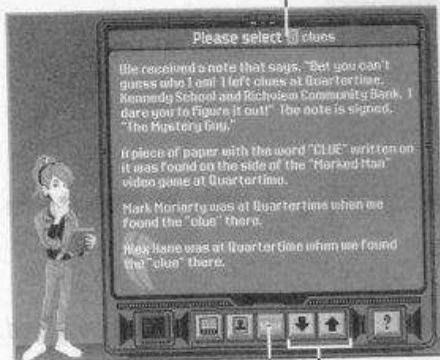 Please select clues
We received a note that says, "Bet you can't
guess who I am! I left clues at Quartertime,
Kennedy School and Richview Community Bank. I
dare you to figure it out!" The note is signed,
"The Mystery Guy."
A piece of paper with the word "CLUE" written on
it was found on the side of the "Marked Man"
video game at Quartertime.
Mark Moriarty was at Quartertime when we
found the "clue" there.
Alex Kane was at Quartertime when we found
the "clue" there.
?